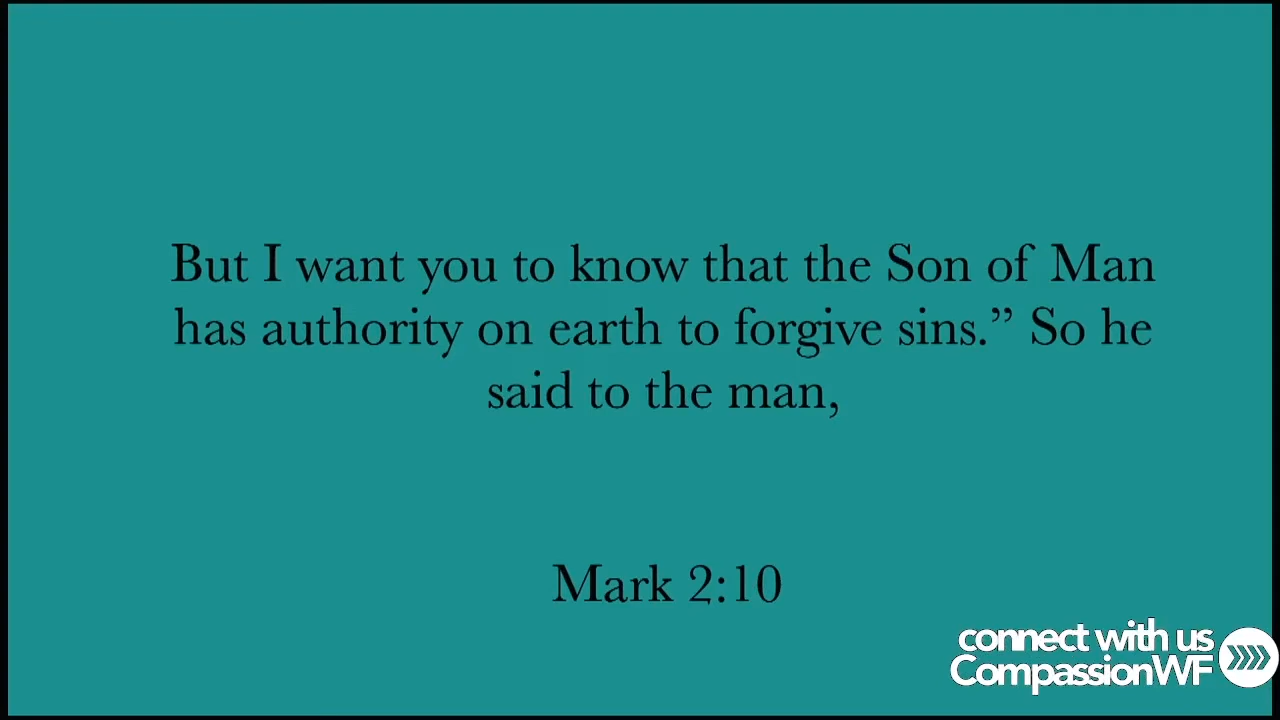 But I want you to know that the Son of Man
has authority on earth to forgive sins.” So he
said to the man,
Mark 2:10
connect with us
CompassionWF